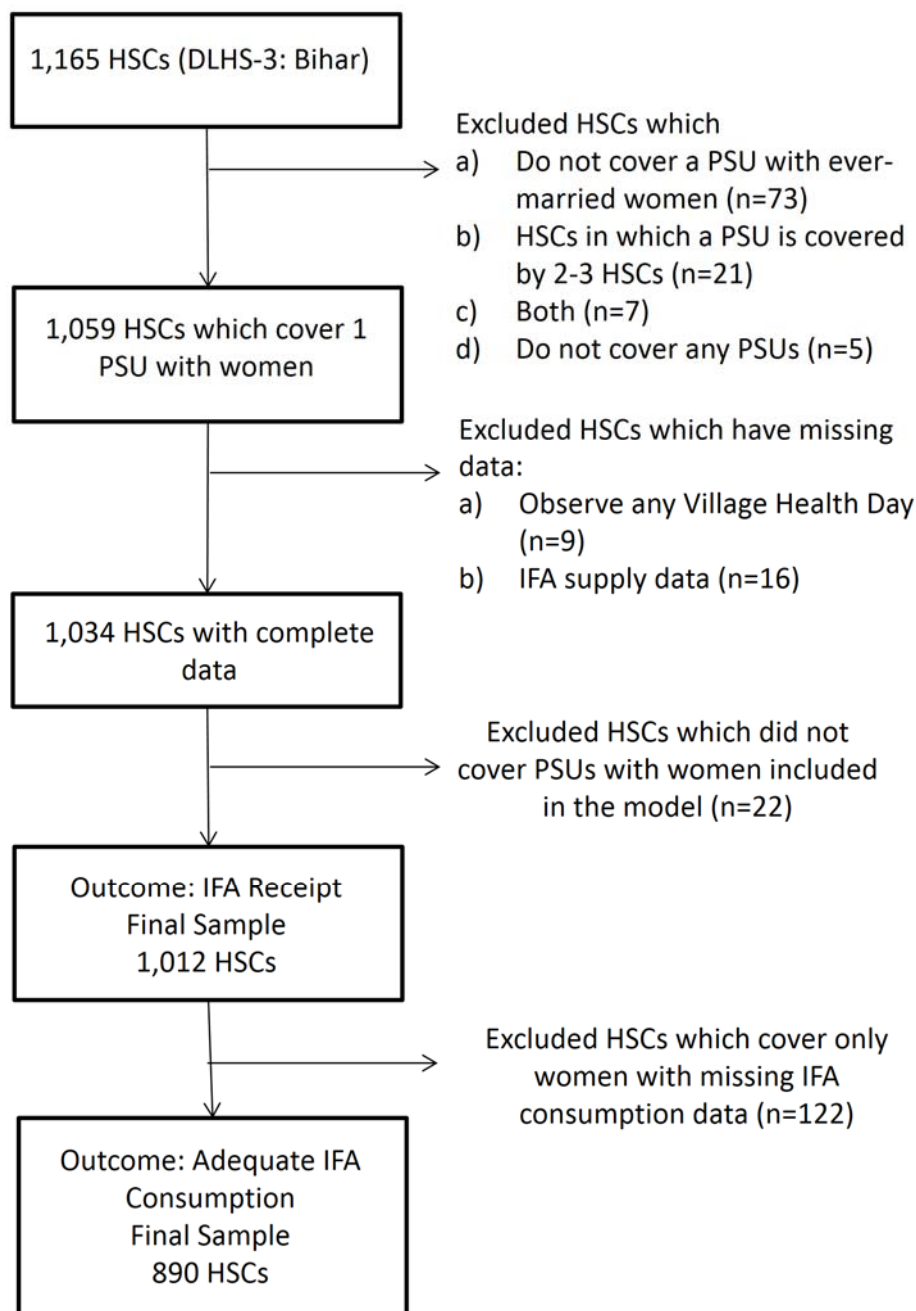 1,165 HSCs (DLHS-3: Bihar)
Excluded HSCs which
a) Do not cover a PSU with ever-
married women (n=73)
b) HSCs in which a PSU is covered
by 2-3 HSCs (n=21)
c) Both (n=7)
d) Do not cover any PSUs (n=5)
1,059 HSCs which cover 1
PSU with women
Excluded HSCs which have missing
data:
a) Observe any Village Health Day
(n=9)
b) IFA supply data (n=16)
1,034 HSCs with complete
data
Excluded HSCs which did not
cover PSUs with women included
in the model (n=22)
Outcome: IFA Receipt
Final Sample
1,012 HSCs
Excluded HSCs which cover only
women with missing IFA
consumption data (n=122)
Outcome: Adequate IFA
Consumption
Final Sample
890 HSCs